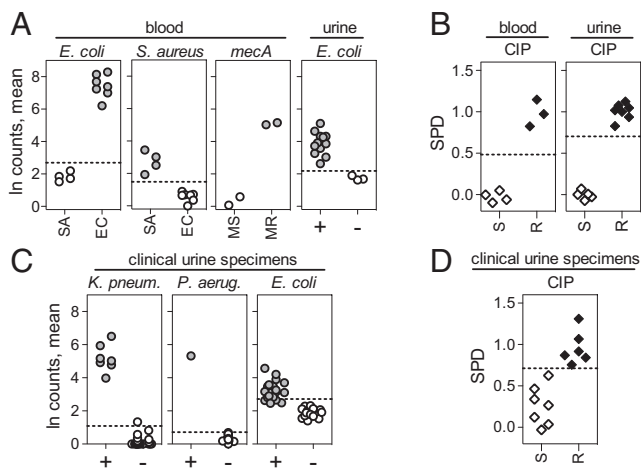 A
blood
urine
E. coli
S. aureus
mecA
E. coli
ln counts, mean
8
6
4
2
0
SA
EC
SA
EC
MS
MR
+
-
B
blood
urine
CIP
CIP
SPD
1.5
1.0
0.5
0.0
S
R
S
R
C
clinical urine specimens
K. pneum.
P. aerug.
E. coli
ln counts, mean
8
6
4
2
0
+
-
+
-
+
-
D
clinical urine specimens
CIP
SPD
1.5
1.0
0.5
0.0
S
R